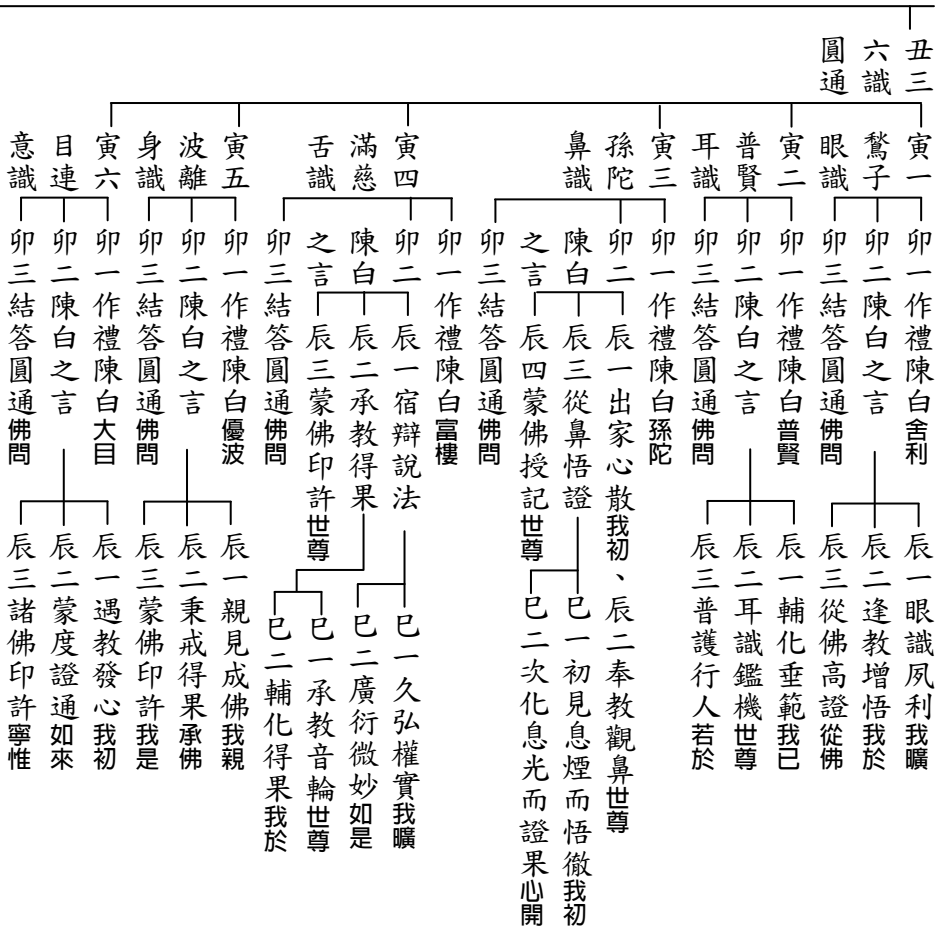 丑三
六識
圓通
寅一
鶖子
眼識
卯一作禮陳白舍利
卯二陳白之言
辰一眼識夙利我曠
辰二逢教增悟我於
辰三從佛高證從佛
卯三結答圓通佛問
寅二
普賢
耳識
卯一作禮陳白普賢
卯二陳白之言
辰一輔化垂範我已
辰二耳識鑑機世尊
辰三普護行人若於
卯三結答圓通佛問
寅三
孫陀
鼻識
卯一作禮陳白孫陀
卯二
陳白
之言
辰一出家心散我初、辰二奉教觀鼻世尊
辰三從鼻悟證
巳一初見息煙而悟徹我初
巳二次化息光而證果心開
辰四蒙佛授記世尊
卯三結答圓通佛問
寅四
滿慈
舌識
卯一作禮陳白富樓
卯二
陳白
之言
辰一宿辯說法
巳一久弘權實我曠
巳二廣衍微妙如是
辰二承教得果
巳一承教音輪世尊
巳二輔化得果我於
辰三蒙佛印許世尊
卯三結答圓通佛問
寅五
波離
身識
卯一作禮陳白優波
卯二陳白之言
辰一親見成佛我親
辰二秉戒得果承佛
辰三蒙佛印許我是
卯三結答圓通佛問
寅六
目連
意識
卯一作禮陳白大目
卯二陳白之言
辰一遇教發心我初
辰二蒙度證通如來
辰三諸佛印許寧惟
卯三結答圓通佛問